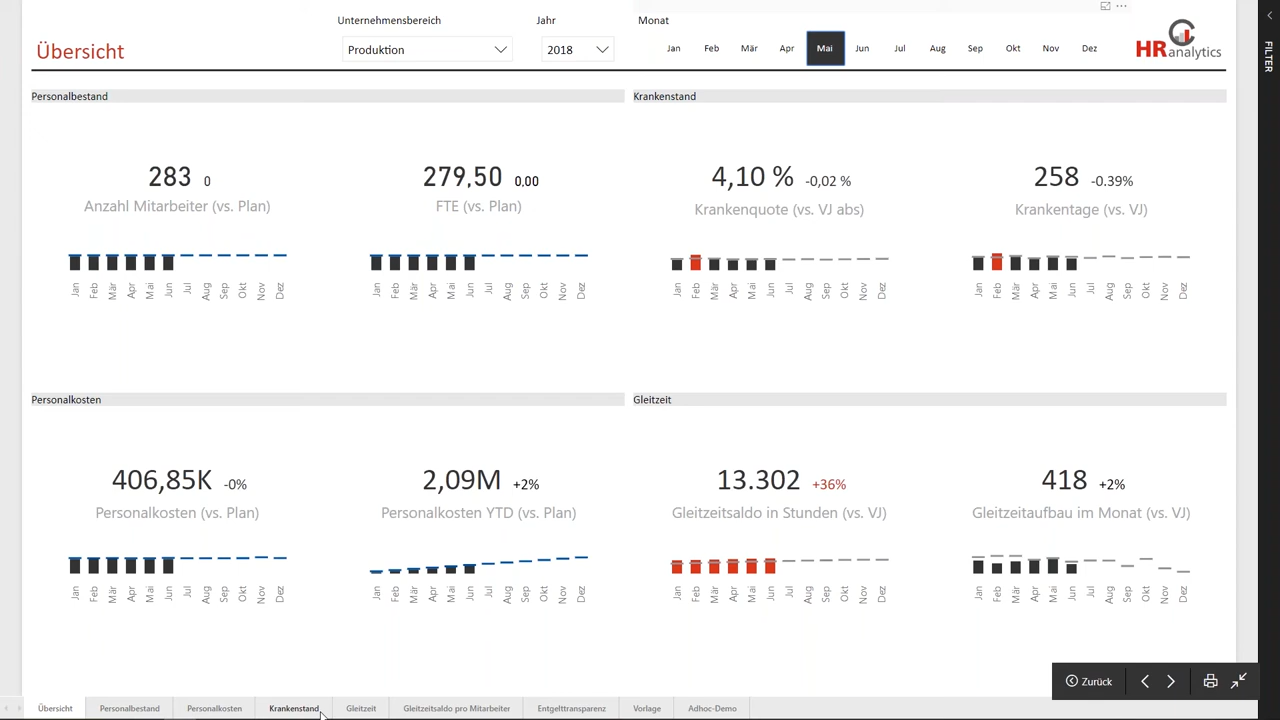 Übersicht
Unternehmensbereich
Produktion
Jahr
2018
Monat
Jan Feb Mär Apr Mai Jun Jul Aug Sep Okt Nov Dez
HRanalytics
FILTER
Personalbestand
283 0
Anzahl Mitarbeiter (vs. Plan)
Jan Feb Mär Apr Mai Jun Jul Aug Sep Okt Nov Dez
279,50 0,00
FTE (vs. Plan)
Jan Feb Mär Apr Mai Jun Jul Aug Sep Okt Nov Dez
Krankenstand
4,10 % -0,02 %
Krankenquote (vs. VJ abs)
Jan Feb Mär Apr Mai Jun Jul Aug Sep Okt Nov Dez
258 -0.39%
Krankentage (vs. VJ)
Jan Feb Mär Apr Mai Jun Jul Aug Sep Okt Nov Dez
Personalkosten
406,85K -0%
Personalkosten (vs. Plan)
Jan Feb Mär Apr Mai Jun Jul Aug Sep Okt Nov Dez
2,09M +2%
Personalkosten YTD (vs. Plan)
Jan Feb Mär Apr Mai Jun Jul Aug Sep Okt Nov Dez
Gleitzeit
13.302 +36%
Gleitzeitsaldo in Stunden (vs. VJ)
Jan Feb Mär Apr Mai Jun Jul Aug Sep Okt Nov Dez
418 +2%
Gleitzeitaufbau im Monat (vs. VJ)
Jan Feb Mär Apr Mai Jun Jul Aug Sep Okt Nov Dez
Zurück
Übersicht Personalbestand Personalkosten Krankenstand Gleitzeit Gleitzeitsaldo pro Mitarbeiter Entgelttransparenz Vorlage Adhoc-Demo